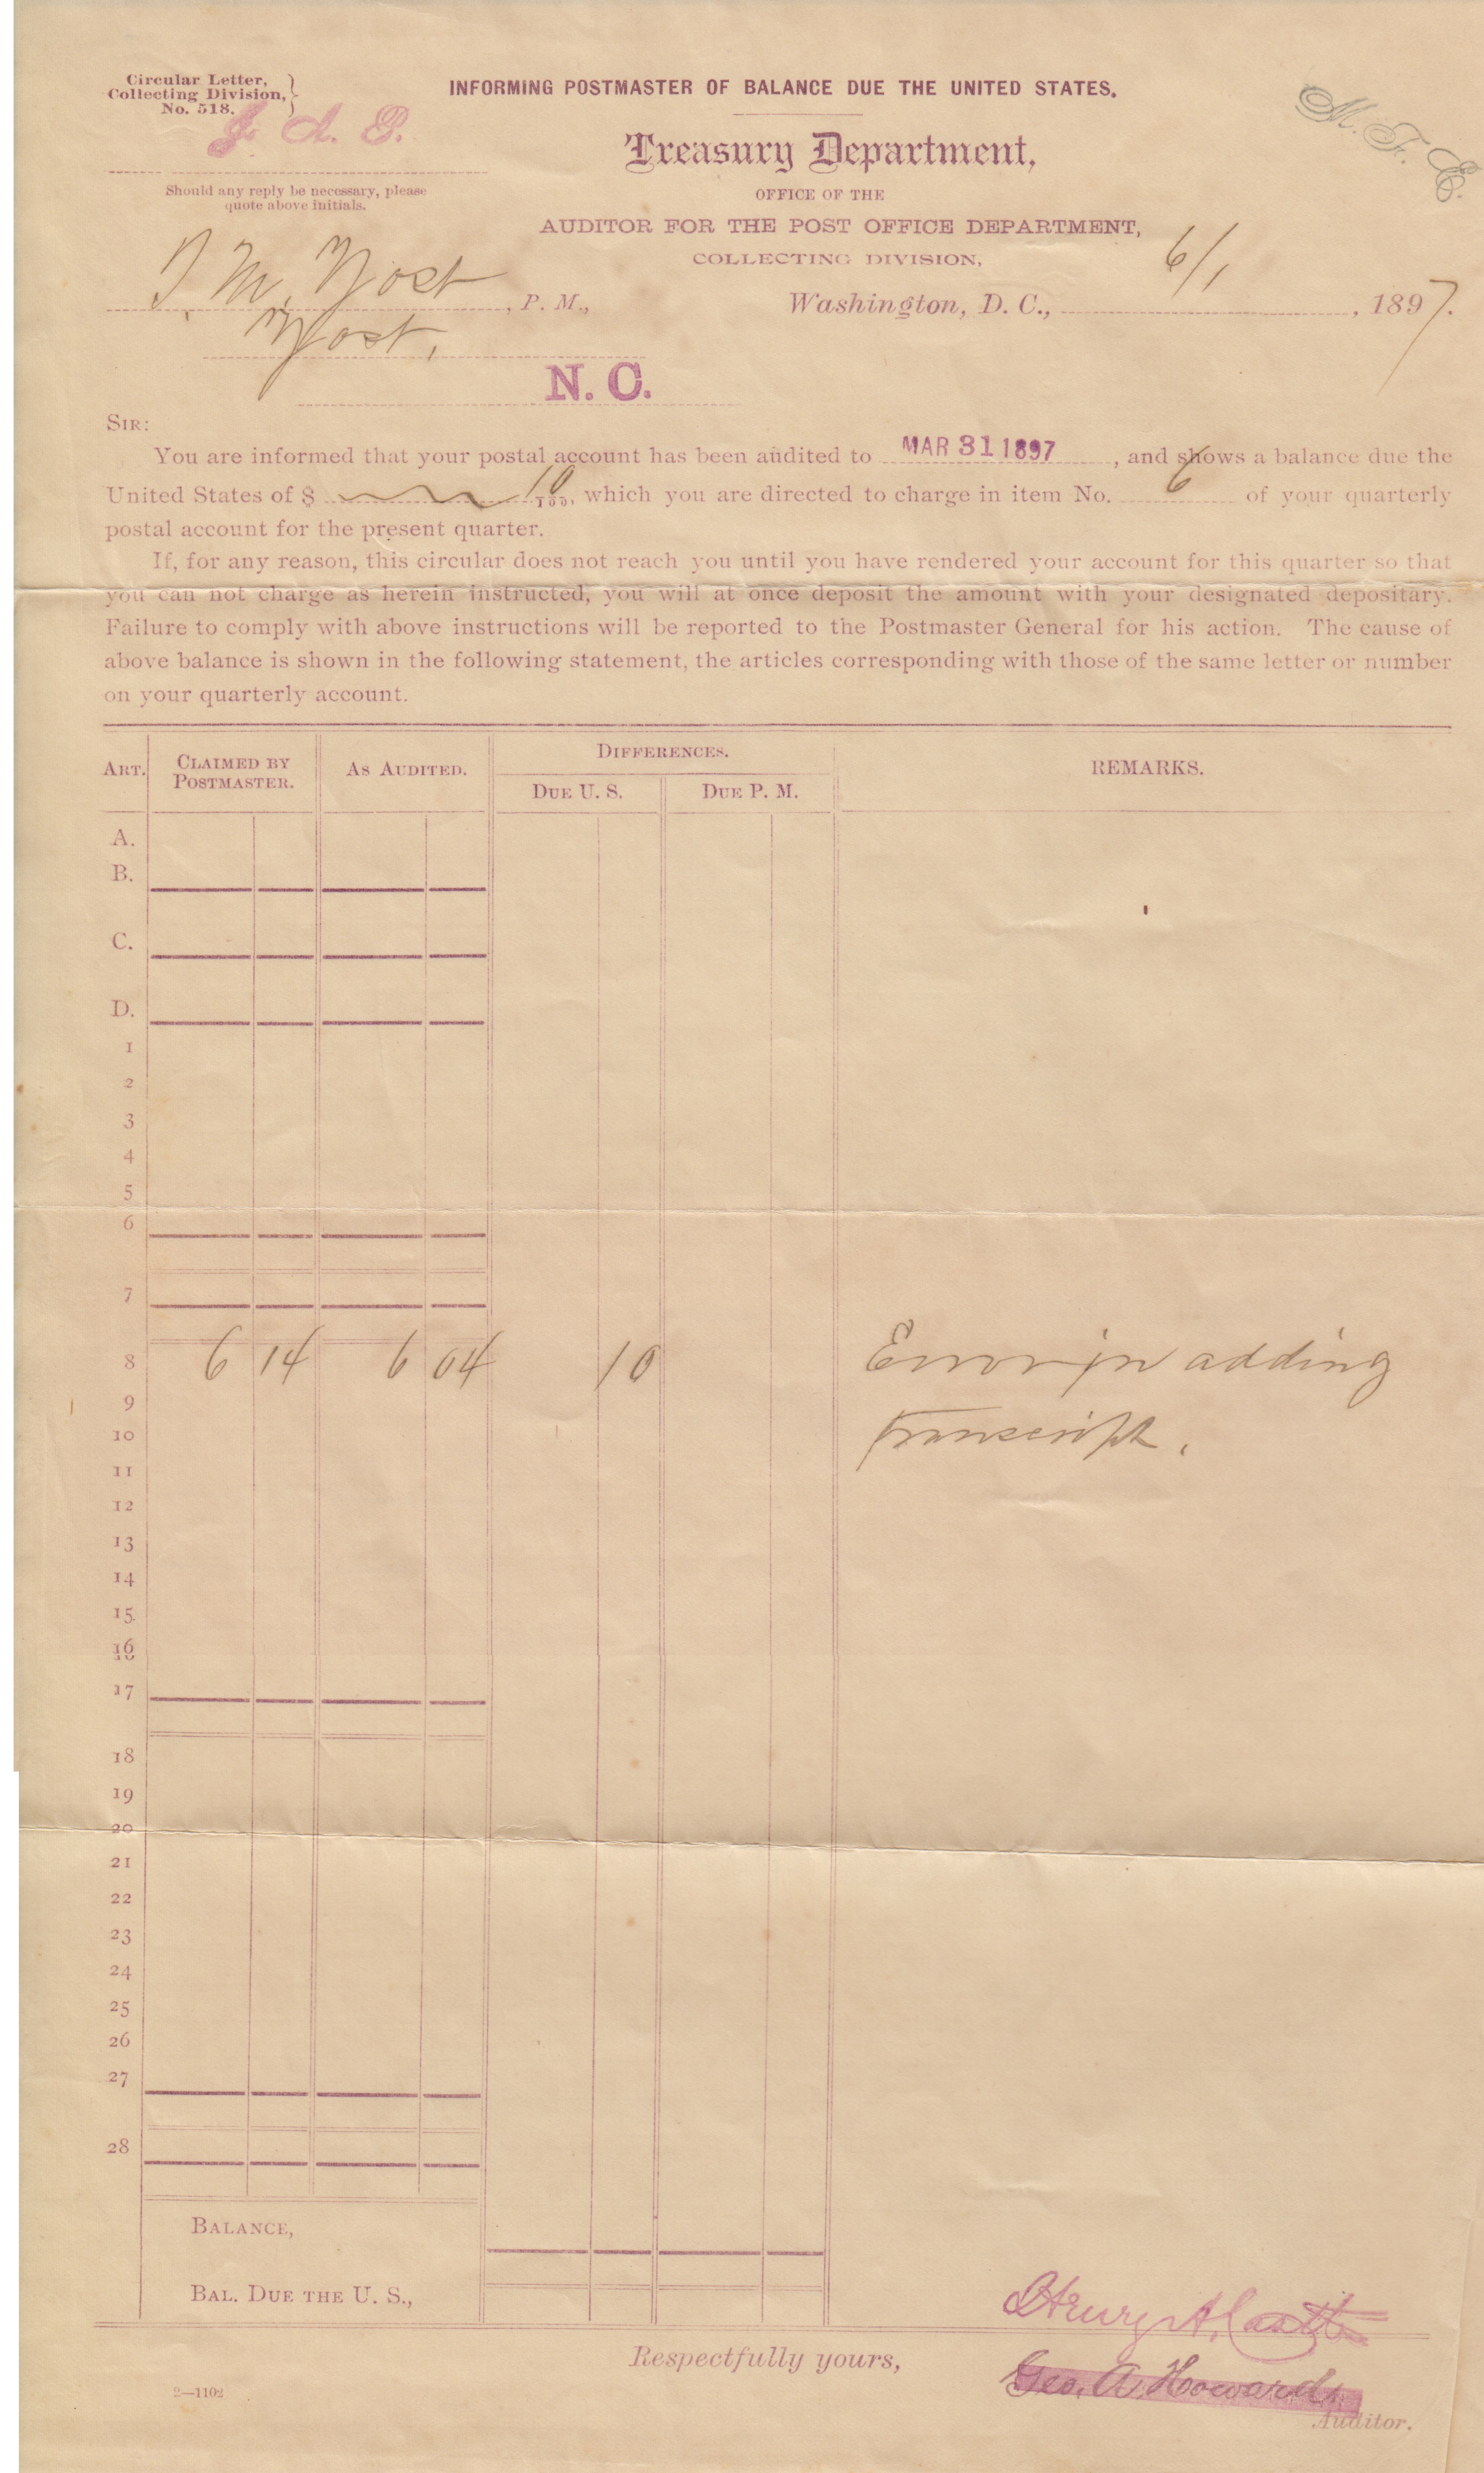 Circular Letter,
Collecting Division,
No. 518.
INFORMING POSTMASTER OF BALANCE DUE THE UNITED STATES.
J. A. E.
M. F. C.
Should any reply be necessary, please
quote above initials.
Treasury Department,
OFFICE OF THE
AUDITOR FOR THE POST OFFICE DEPARTMENT,
COLLECTING DIVISION,
J M. Yost, P. M.,
Washington, D. C., 6/1, 1897.
Yost,
N. C.
SIR:
You are informed that your postal account has been audited to MAR 31 1897, and shows a balance due the
United States of $ 10/100, which you are directed to charge in item No. 6 of your quarterly
postal account for the present quarter.
If, for any reason, this circular does not reach you until you have rendered your account for this quarter so that
you can not charge as herein instructed, you will at once deposit the amount with your designated depositary.
Failure to comply with above instructions will be reported to the Postmaster General for his action. The cause of
above balance is shown in the following statement, the articles corresponding with those of the same letter or number
on your quarterly account.
ART. CLAIMED BY POSTMASTER. AS AUDITED. DIFFERENCES. REMARKS.
DUE U. S. DUE P. M.
A.
B.
C.
D.
1
2
3
4
5
6
7
8 6 14 6 04 10 Error in adding
9
10 transcript.
11
12
13
14
15
16
17
18
19
20
21
22
23
24
25
26
27
28
BALANCE,
BAL. DUE THE U. S.,
Henry A. Castle
Respectfully yours,
Geo. A. Howard,
2—1102
Auditor.